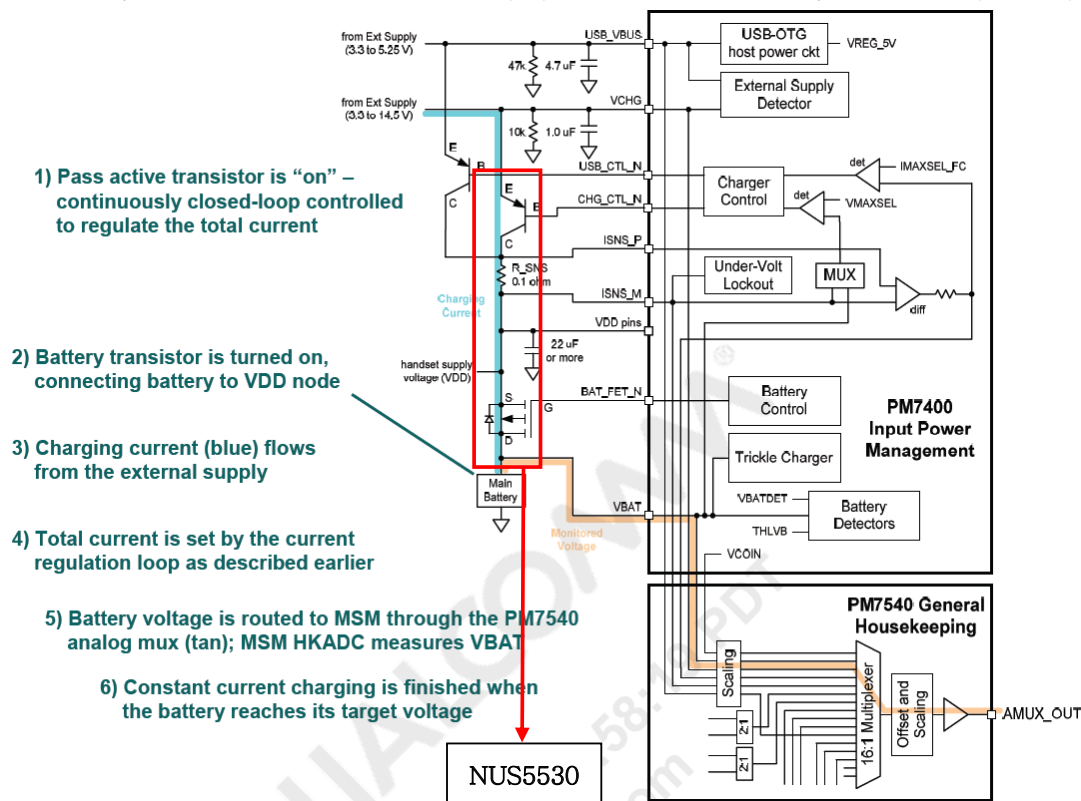 from Ext Supply
(3.3 to 5.25 V)
USB_VBUS
USB-OTG
host power ckt
VREG_5V
47k
4.7 uF
External Supply
Detector
from Ext Supply
(3.3 to 14.5 V)
VCHG
10k
1.0 uF
1) Pass active transistor is “on” –
continuously closed-loop controlled
to regulate the total current
E
B
C
USB_CTL_N
E
B
C
CHG_CTL_N
Charger
Control
det
IMAXSEL_FC
det
VMAXSEL
ISNS_P
R_SNS
0.1 ohm
Under-Volt
Lockout
MUX
Charging
Current
ISNS_M
diff
VDD pins
22 uF
or more
2) Battery transistor is turned on,
connecting battery to VDD node
handset supply
voltage (VDD)
S
G
D
BAT_FET_N
Battery
Control
PM7400
Input Power
Management
3) Charging current (blue) flows
from the external supply
Trickle Charger
Main
Battery
VBAT
VBATDET
THLVB
Battery
Detectors
Monitored
Voltage
4) Total current is set by the current
regulation loop as described earlier
VCOIN
5) Battery voltage is routed to MSM through the PM7540
analog mux (tan); MSM HKADC measures VBAT
PM7540 General
Housekeeping
6) Constant current charging is finished when
the battery reaches its target voltage
Scaling
2:1
2:1
16:1 Multiplexer
Offset and
Scaling
AMUX_OUT
NUS5530